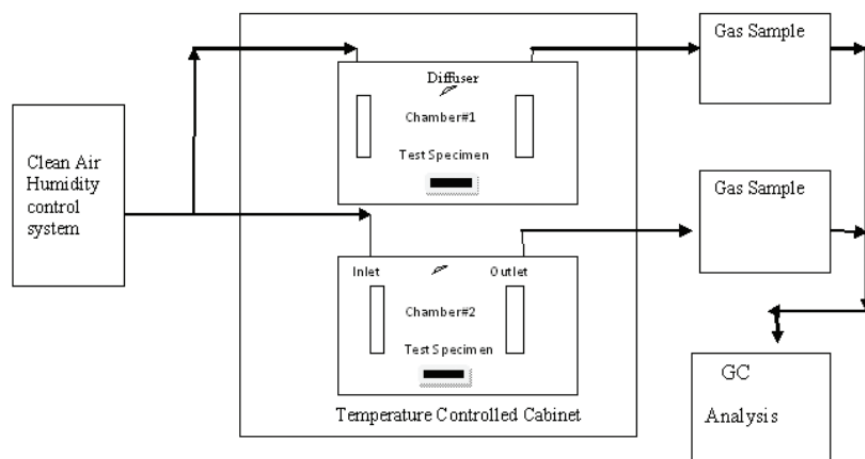 Clean Air
Humidity
control
system
Diffuser
Chamber#1
Test Specimen
Inlet Outlet
Chamber#2
Test Specimen
Temperature Controlled Cabinet
Gas Sample
Gas Sample
GC
Analysis